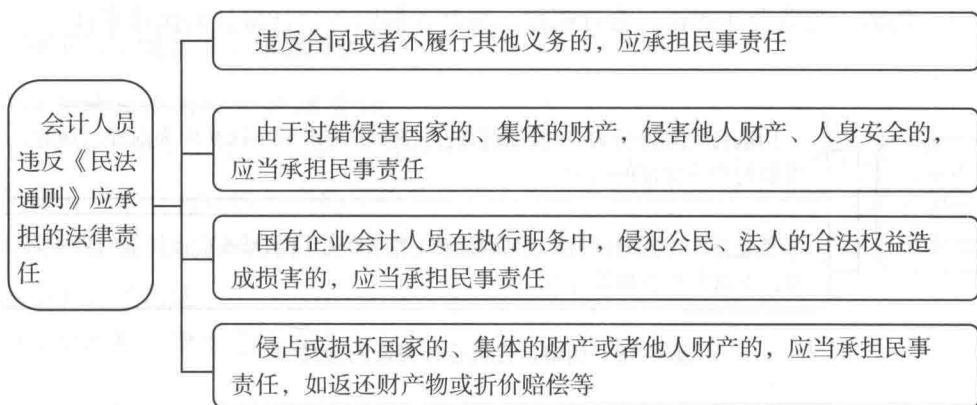 违反合同或者不履行其他义务的，应承担民事责任
会计人员
违反《民法
通则》应承
担的法律责
任
由于过错侵害国家的、集体的财产，侵害他人财产、人身安全的，
应当承担民事责任
国有企业会计人员在执行职务中，侵犯公民、法人的合法权益造
成损害的，应当承担民事责任
侵占或损坏国家的、集体的财产或者他人财产的，应当承担民事
责任，如返还财产物或折价赔偿等